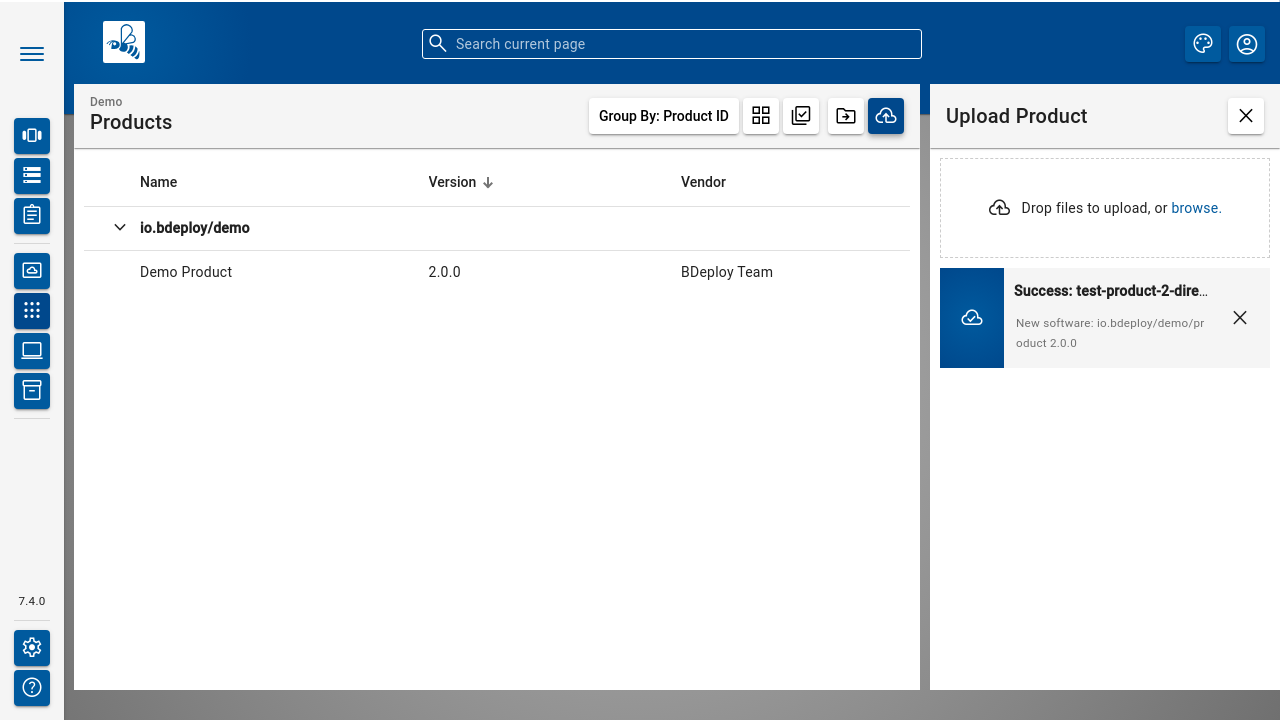 Search current page
Demo
Products
Group By: Product ID
Upload Product
Name Version Vendor
io.bdeploy/demo
Demo Product 2.0.0 BDeploy Team
Drop files to upload, or browse.
Success: test-product-2-dire...
New software: io.bdeploy/demo/pr
oduct 2.0.0
7.4.0